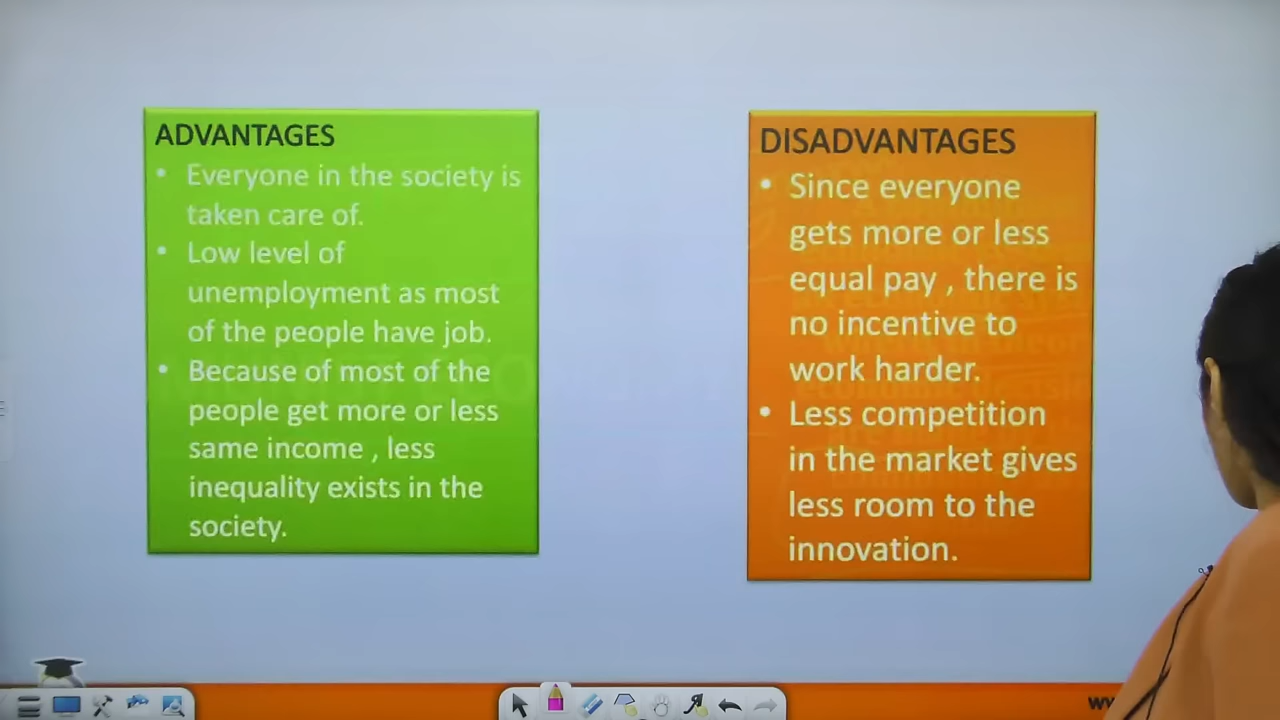 ADVANTAGES
• Everyone in the society is
taken care of.
• Low level of
unemployment as most
of the people have job.
• Because of most of the
people get more or less
same income , less
inequality exists in the
society.
DISADVANTAGES
• Since everyone
gets more or less
equal pay , there is
no incentive to
work harder.
• Less competition
in the market gives
less room to the
innovation.